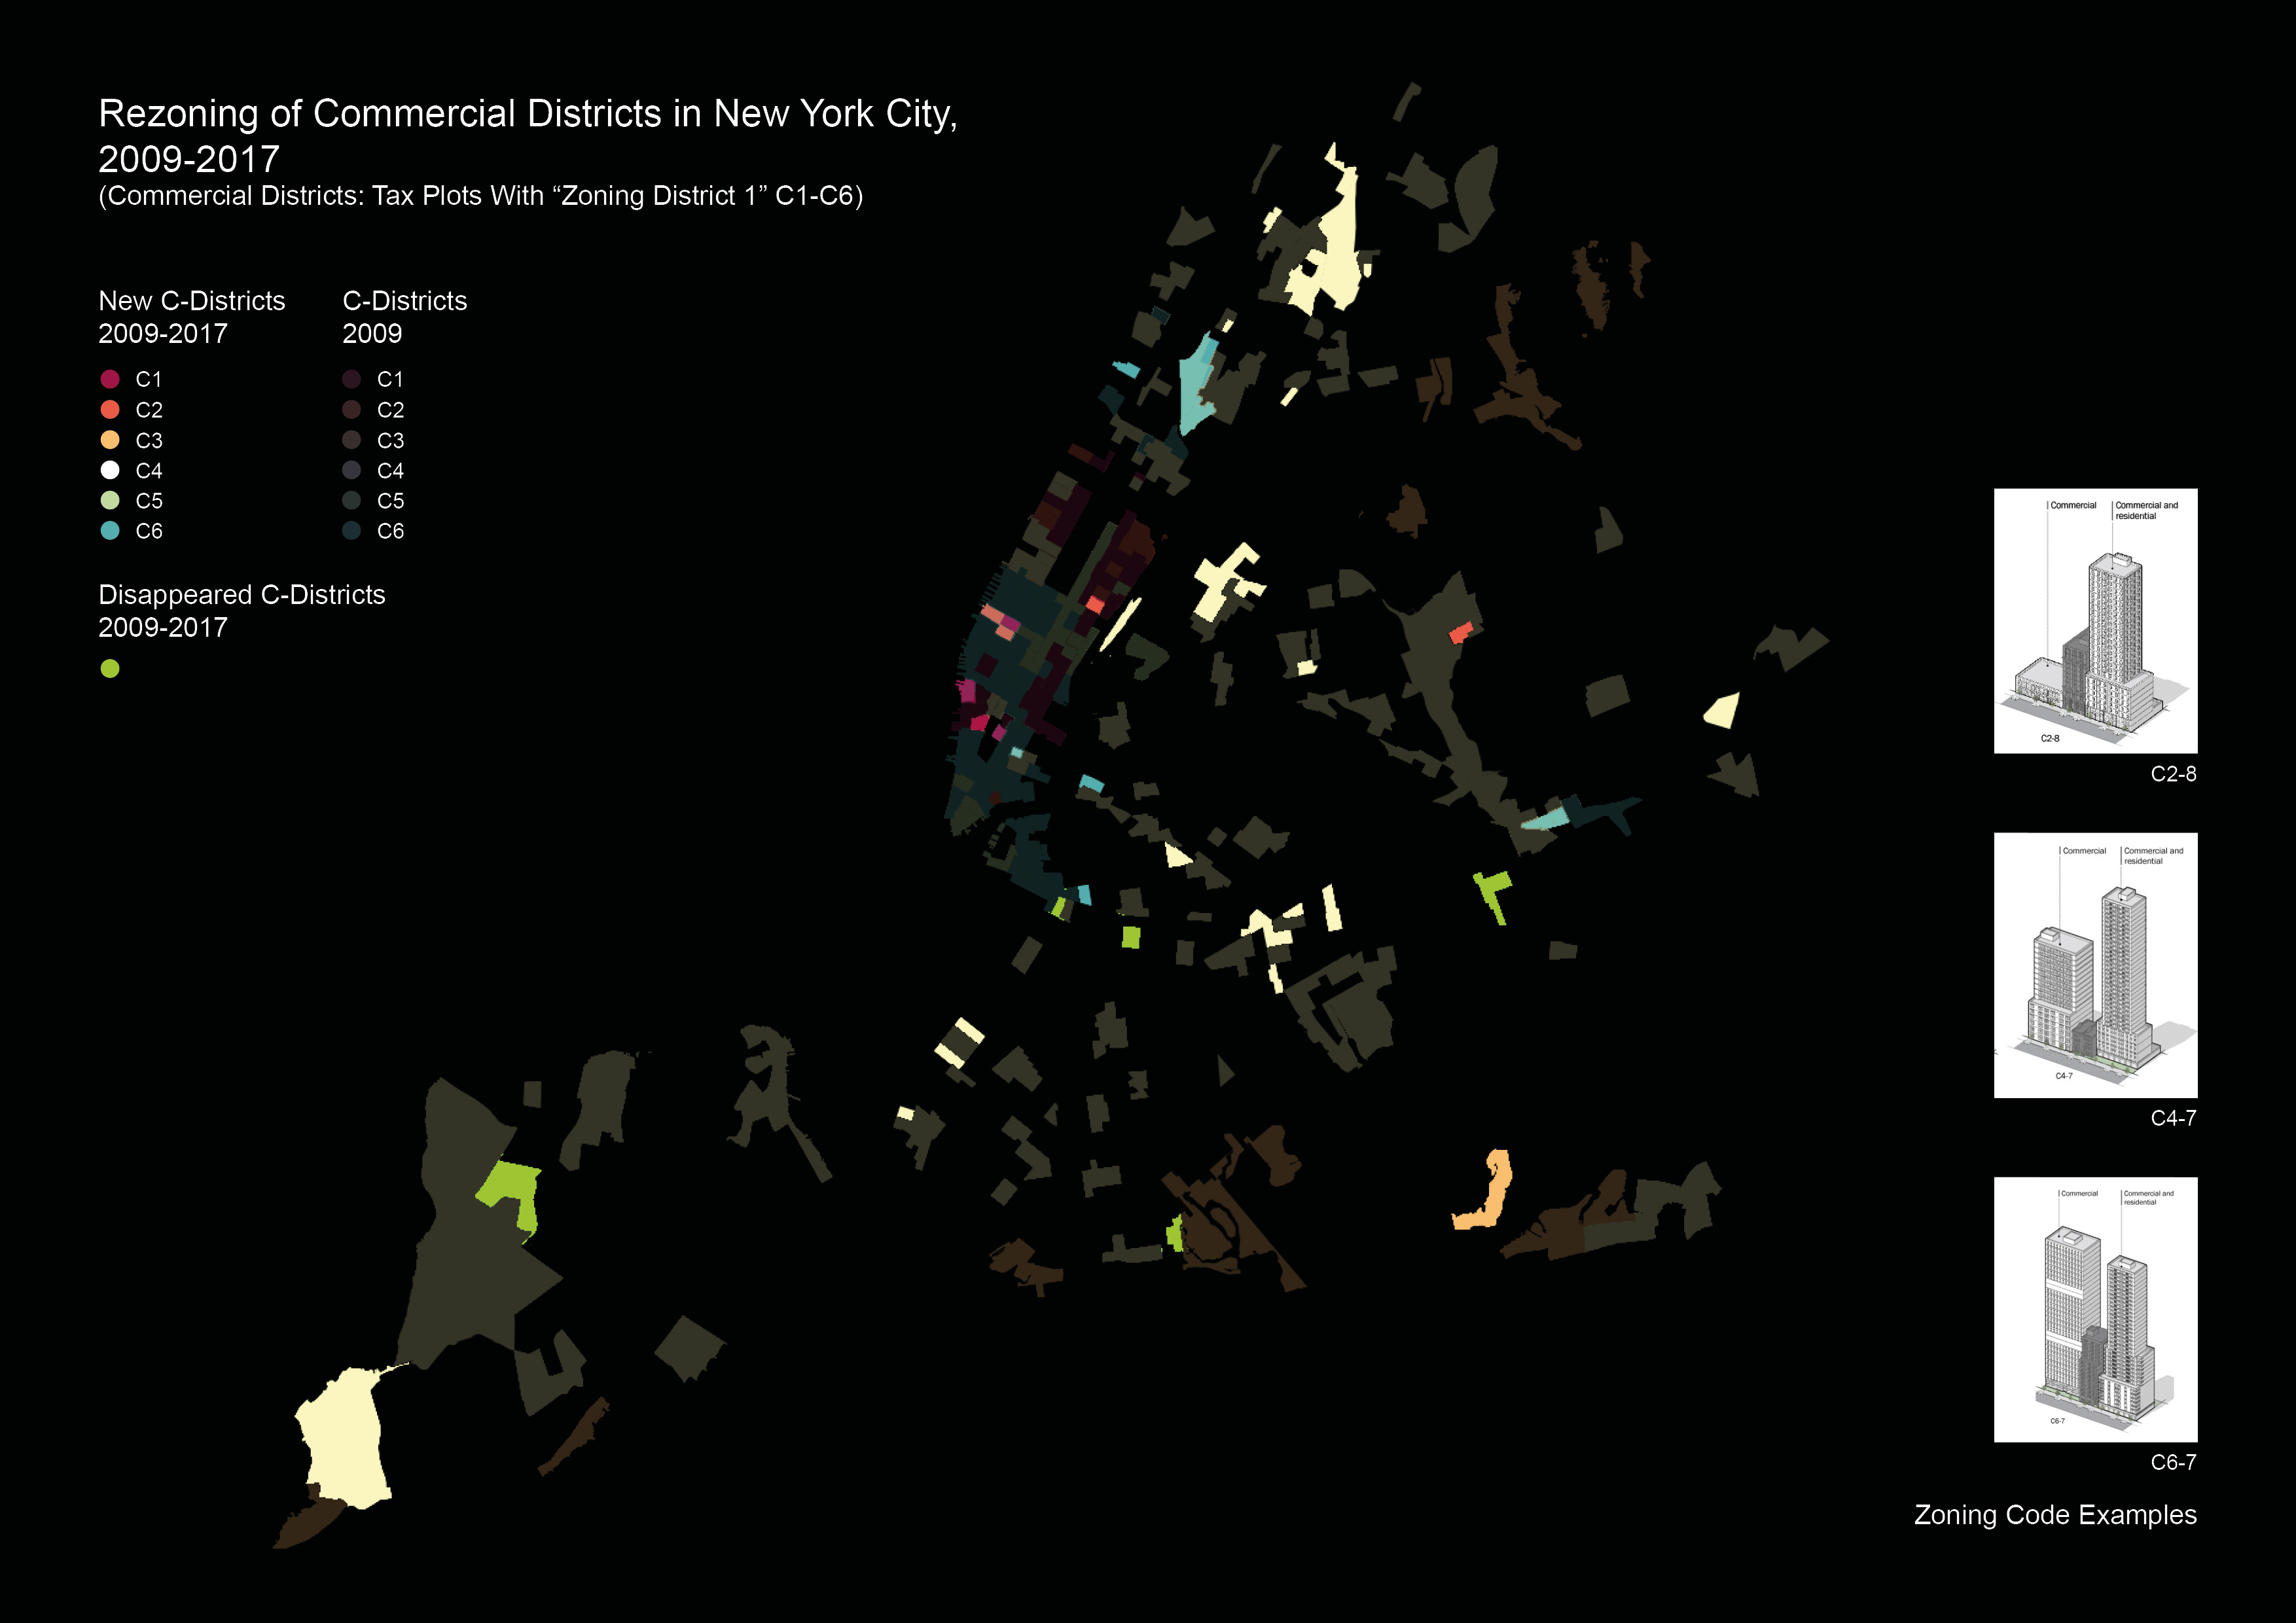 Rezoning of Commercial Districts in New York City,
2009-2017
(Commercial Districts: Tax Plots With “Zoning District 1” C1-C6)
New C-Districts
2009-2017
C1
C2
C3
C4
C5
C6
C-Districts
2009
C1
C2
C3
C4
C5
C6
Disappeared C-Districts
2009-2017
Commercial
Commercial and
residential
C2-8
C2-8
Commercial
Commercial and
residential
C4-7
C4-7
Commercial
Commercial and
residential
C6-7
C6-7
Zoning Code Examples